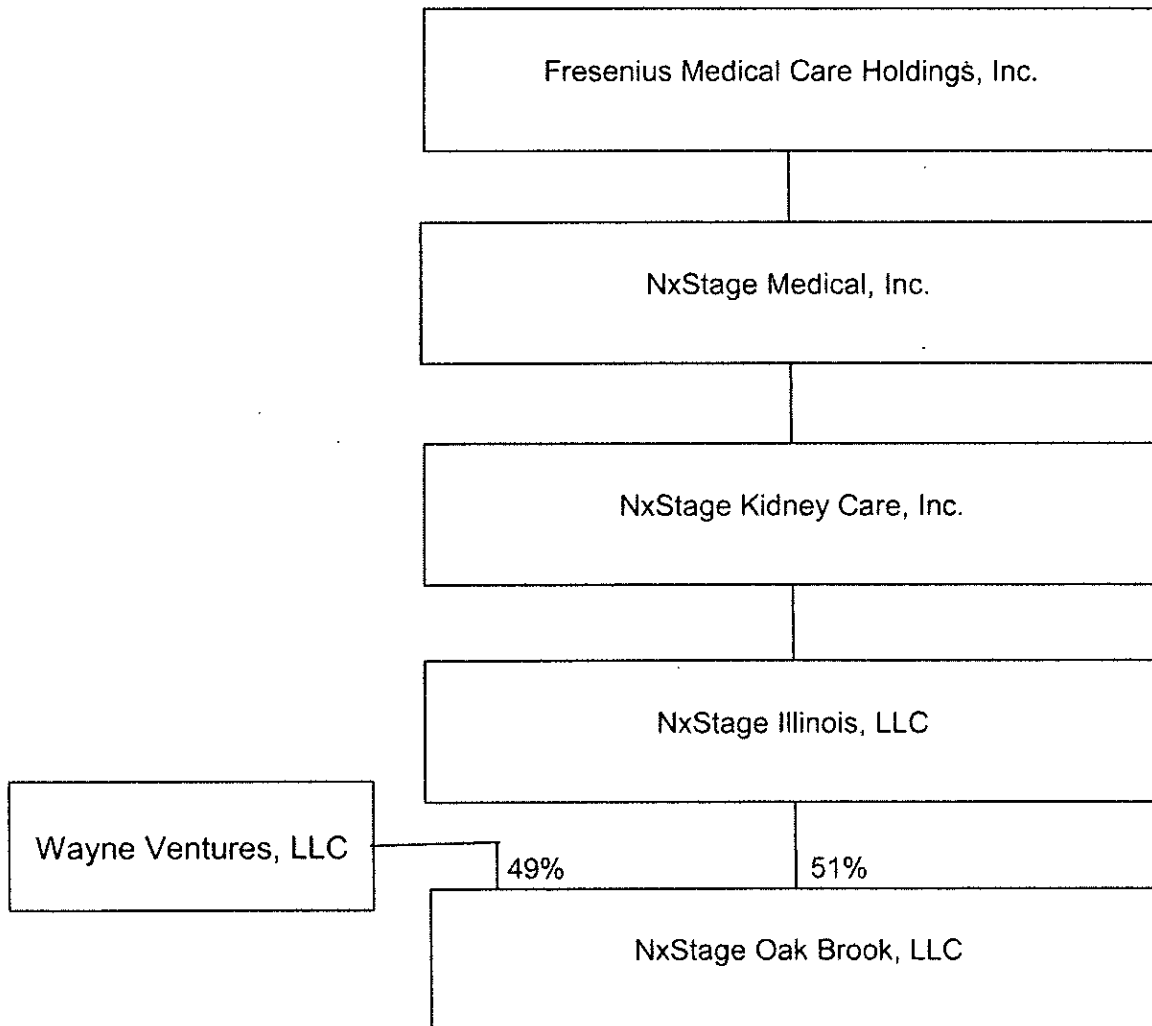 Fresenius Medical Care Holdings, Inc.
NxStage Medical, Inc.
NxStage Kidney Care, Inc.
NxStage Illinois, LLC
Wayne Ventures, LLC
49%
51%
NxStage Oak Brook, LLC